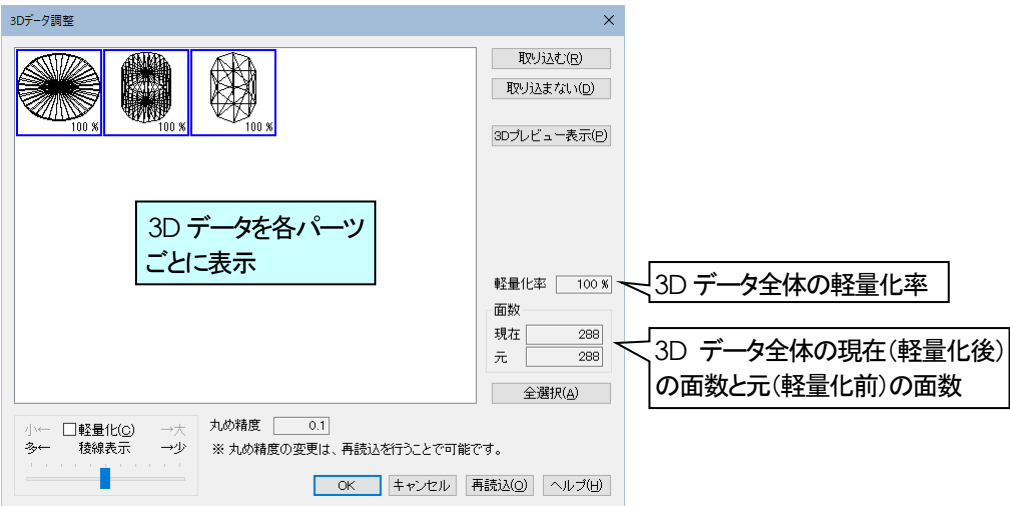 3Dデータ調整
取り込む(R)
取り込まない(D)
100 % 100 % 100 %
3Dプレビュー表示(P)
3D データを各パーツ
ごとに表示
軽量化率 100 %
3D データ全体の軽量化率
面数
現在 288
元 288
3D データ全体の現在(軽量化後)
の面数と元(軽量化前)の面数
全選択(A)
小← 軽量化(C) →大
多← 稜線表示 →少
丸め精度 0.1
※ 丸め精度の変更は、再読込を行うことで可能です。
OK キャンセル 再読込(O) ヘルプ(H)